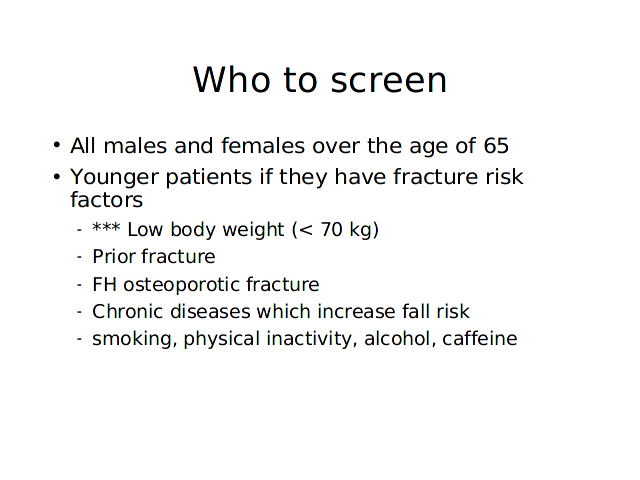 Who to screen
• All males and females over the age of 65
• Younger patients if they have fracture risk
factors
- *** Low body weight (< 70 kg)
- Prior fracture
- FH osteoporotic fracture
- Chronic diseases which increase fall risk
- smoking, physical inactivity, alcohol, caffeine